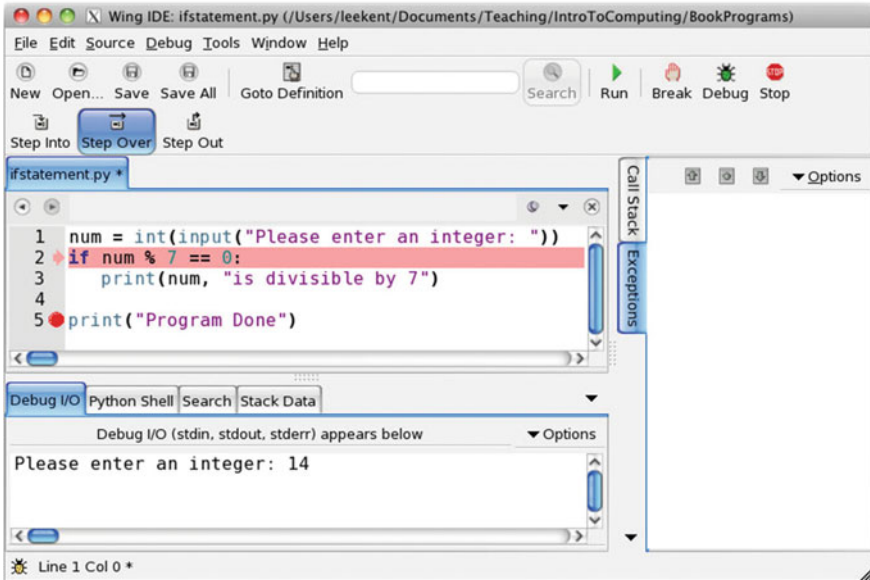 Wing IDE: ifstatement.py (/Users/leekent/Documents/Teaching/IntroToComputing/BookPrograms)
File Edit Source Debug Tools Window Help
New Open... Save Save All Goto Definition Search Run Break Debug Stop
STOP
Step Into Step Over Step Out
ifstatement.py *
Call Stack
Exceptions
Options
1 num = int(input("Please enter an integer: "))
2 if num % 7 == 0:
3 print(num, "is divisible by 7")
4
5 print("Program Done")
Debug I/O Python Shell Search Stack Data
Debug I/O (stdin, stdout, stderr) appears below Options
Please enter an integer: 14
Line 1 Col 0 *